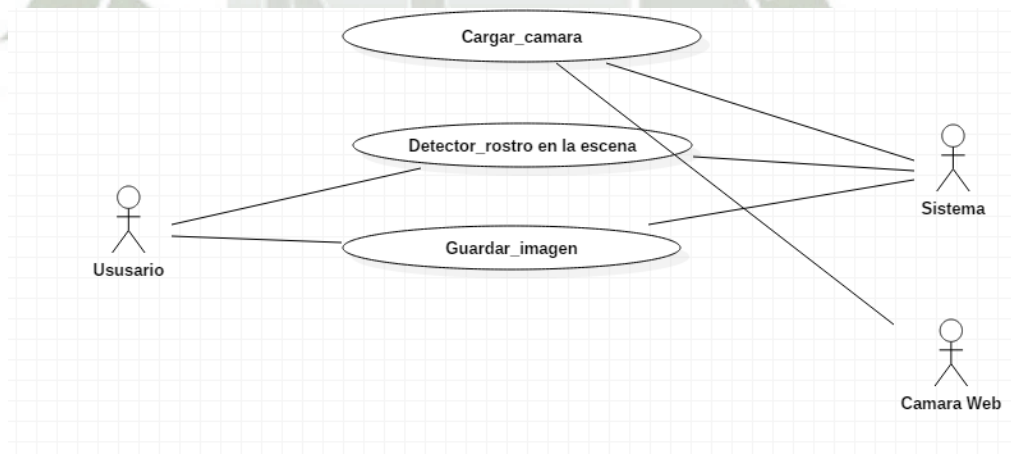 Cargar_camara
Detector_rostro en la escena
Sistema
Ususario
Guardar_imagen
Camara Web